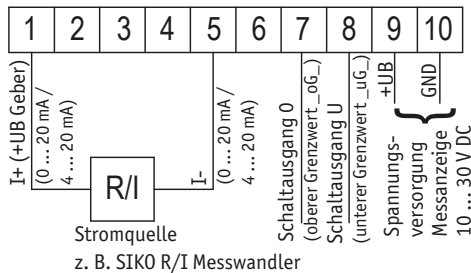 1 2 3 4 5 6 7 8 9 10
I+ (+UB Geber)
(0 ... 20 mA /
4 ... 20 mA)
I-
(0 ... 20 mA /
4 ... 20 mA)
Schaltausgang O
(oberer Grenzwert _oG_)
Schaltausgang U
(unterer Grenzwert _uG_)
+UB
GND
Spannungs-
versorgung
Messanzeige
10 ... 30 V DC
R/I
Stromquelle
z. B. SIKO R/I Messwandler